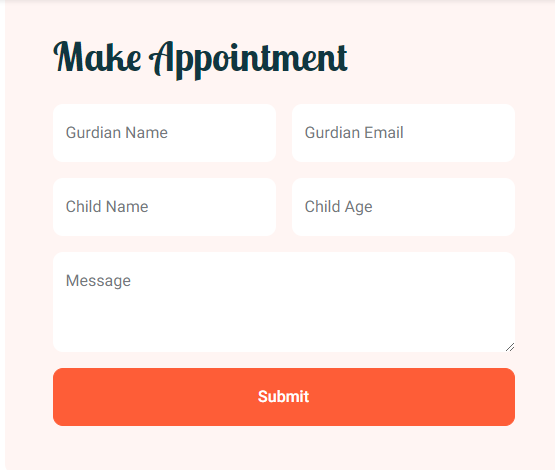 Make Appointment
Gurdian Name Gurdian Email
Child Name Child Age
Message
Submit